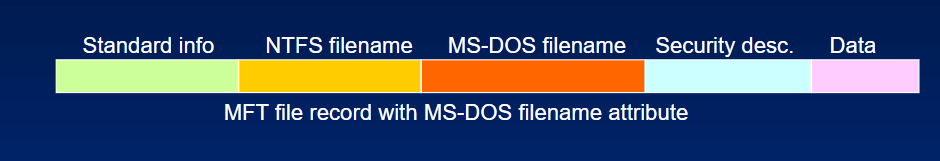 Standard info NTFS filename MS-DOS filename Security desc. Data
MFT file record with MS-DOS filename attribute